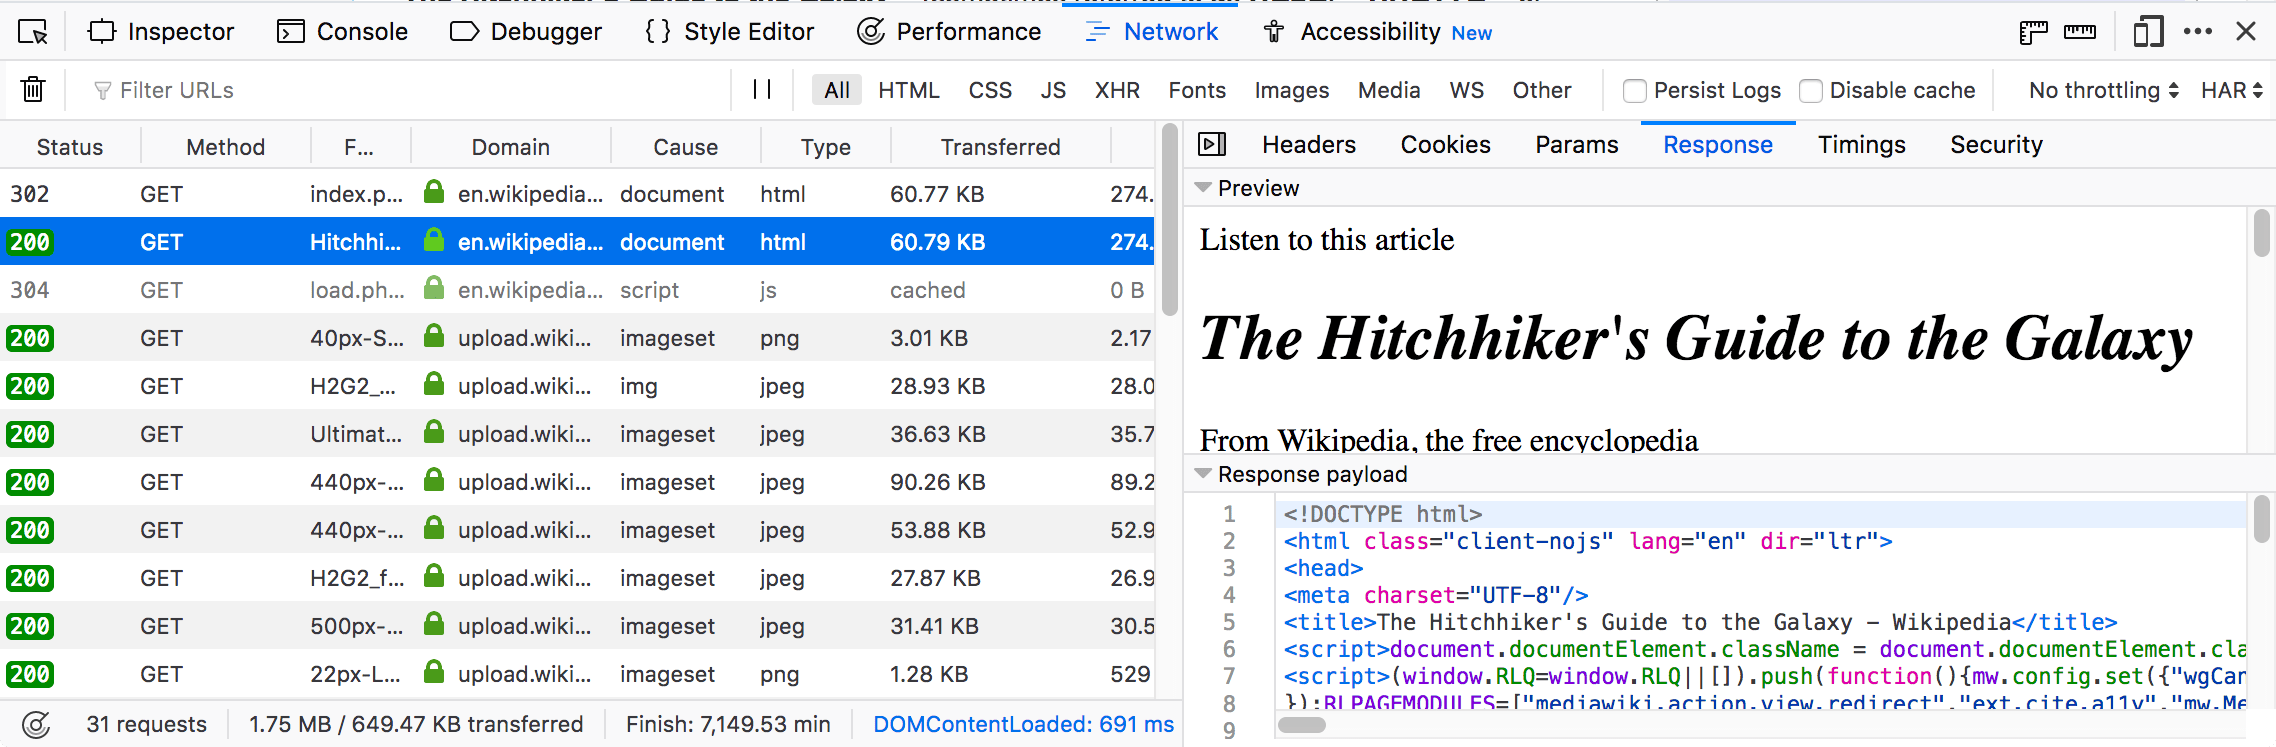 Inspector Console Debugger { } Style Editor Performance Network Accessibility New
Filter URLs All HTML CSS JS XHR Fonts Images Media WS Other Persist Logs Disable cache No throttling HAR
Status Method F... Domain Cause Type Transferred
302 GET index.p... en.wikipedia... document html 60.77 KB 274.
200 GET Hitchhi... en.wikipedia... document html 60.79 KB 274.
304 GET load.ph... en.wikipedia... script js cached 0 B
200 GET 40px-S... upload.wiki... imageset png 3.01 KB 2.17
200 GET H2G2_... upload.wiki... img jpeg 28.93 KB 28.0
200 GET Ultimat... upload.wiki... imageset jpeg 36.63 KB 35.7
200 GET 440px-... upload.wiki... imageset jpeg 90.26 KB 89.2
200 GET 440px-... upload.wiki... imageset jpeg 53.88 KB 52.9
200 GET H2G2_f... upload.wiki... imageset jpeg 27.87 KB 26.9
200 GET 500px-... upload.wiki... imageset jpeg 31.41 KB 30.5
200 GET 22px-L... upload.wiki... imageset png 1.28 KB 529
31 requests 1.75 MB / 649.47 KB transferred Finish: 7,149.53 min DOMContentLoaded: 691 ms
Headers Cookies Params Response Timings Security
Preview
Listen to this article
The Hitchhiker's Guide to the Galaxy
From Wikipedia, the free encyclopedia
Response payload
1 <!DOCTYPE html>
2 <html class="client-nojs" lang="en" dir="ltr">
3 <head>
4 <meta charset="UTF-8"/>
5 <title>The Hitchhiker's Guide to the Galaxy - Wikipedia</title>
6 <script>document.documentElement.className = document.documentElement.cla
7 <script>(window.RLQ=window.RLQ||[]).push(function(){mw.config.set({"wgCan
8 });RLPAGEMODULES=["mediawiki.action.view.redirect","ext.cite.a11y","mw.Me
9